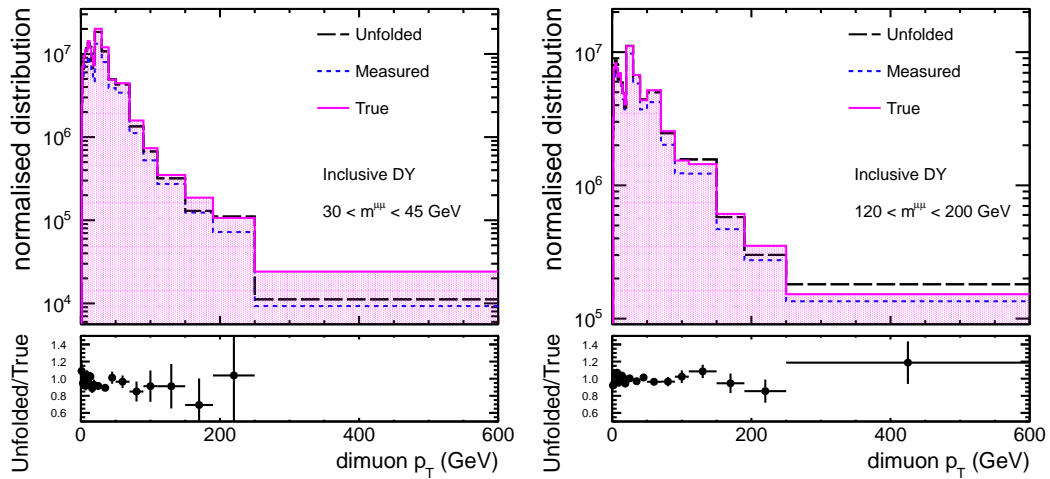 normalised distribution
10^7
10^6
10^5
10^4
Unfolded
Measured
True
Inclusive DY
30 < m^μμ < 45 GeV
Unfolded/True
1.4
1.2
1.0
0.8
0.6
0 200 400 600
dimuon p_T (GeV)
normalised distribution
10^7
10^6
10^5
Unfolded
Measured
True
Inclusive DY
120 < m^μμ < 200 GeV
Unfolded/True
1.4
1.2
1.0
0.8
0.6
0 200 400 600
dimuon p_T (GeV)